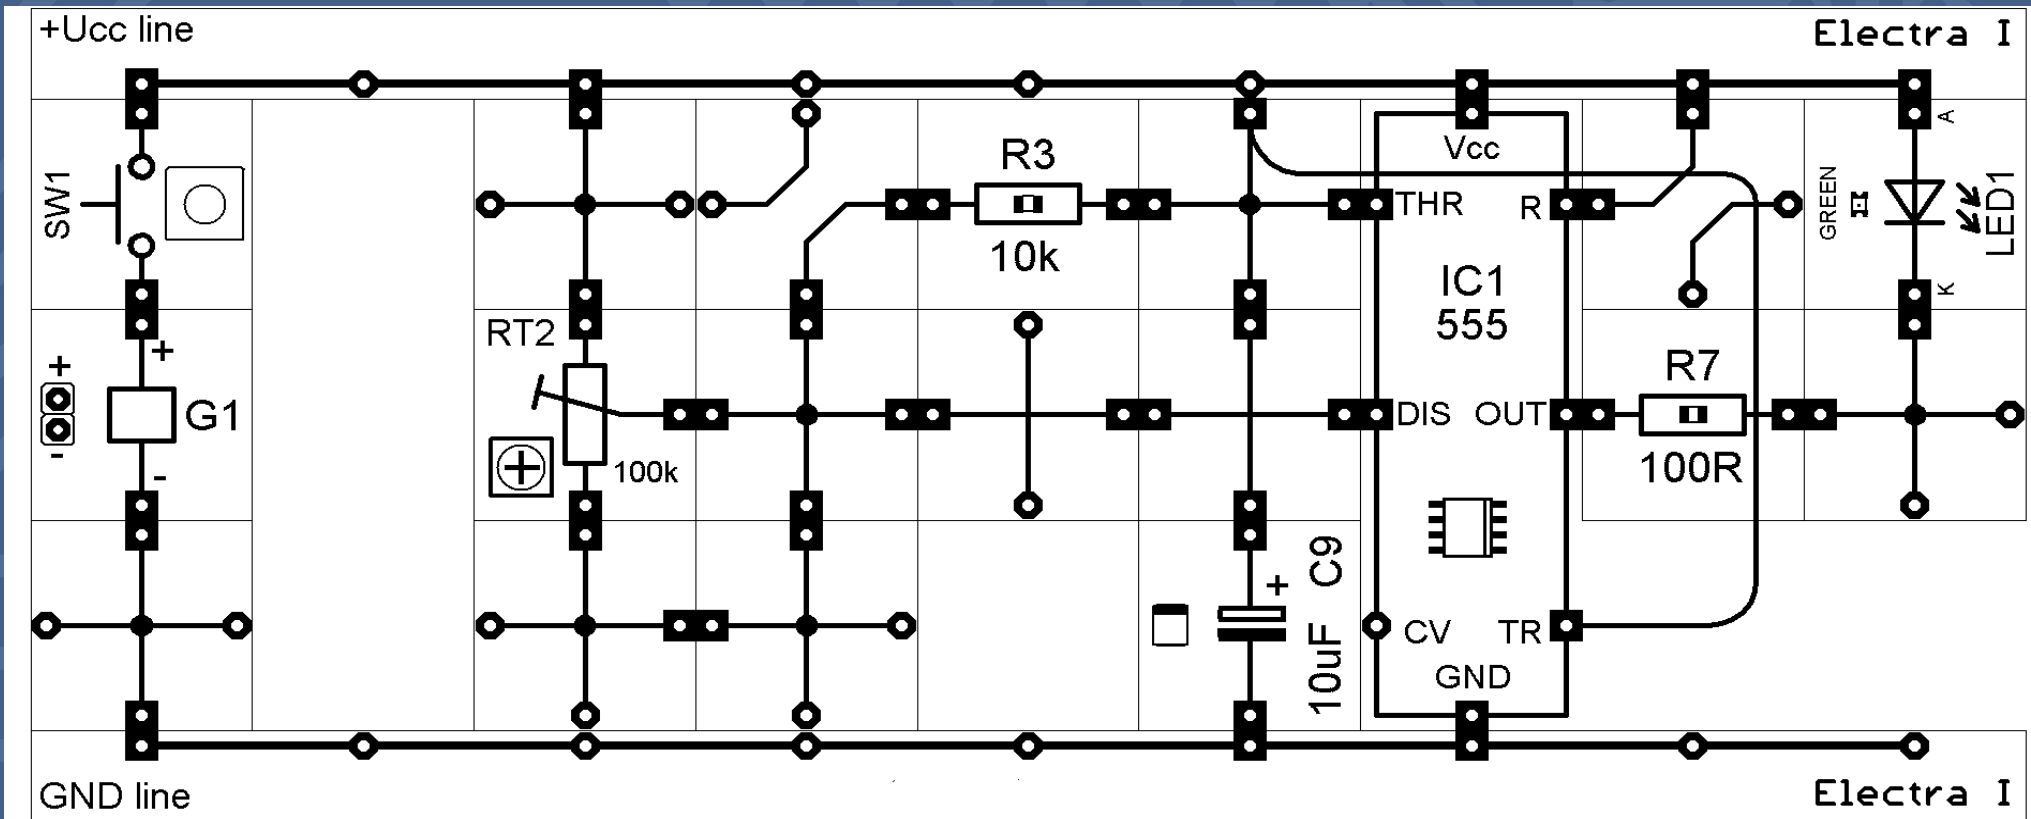 +Ucc line
Electra I
SW1
R3
10k
Vcc
THR
R
IC1
555
GREEN
A
LED1
K
RT2
100k
+
G1
+
-
-
DIS
OUT
R7
100R
+
C9
10uF
CV
TR
GND
GND line
Electra I